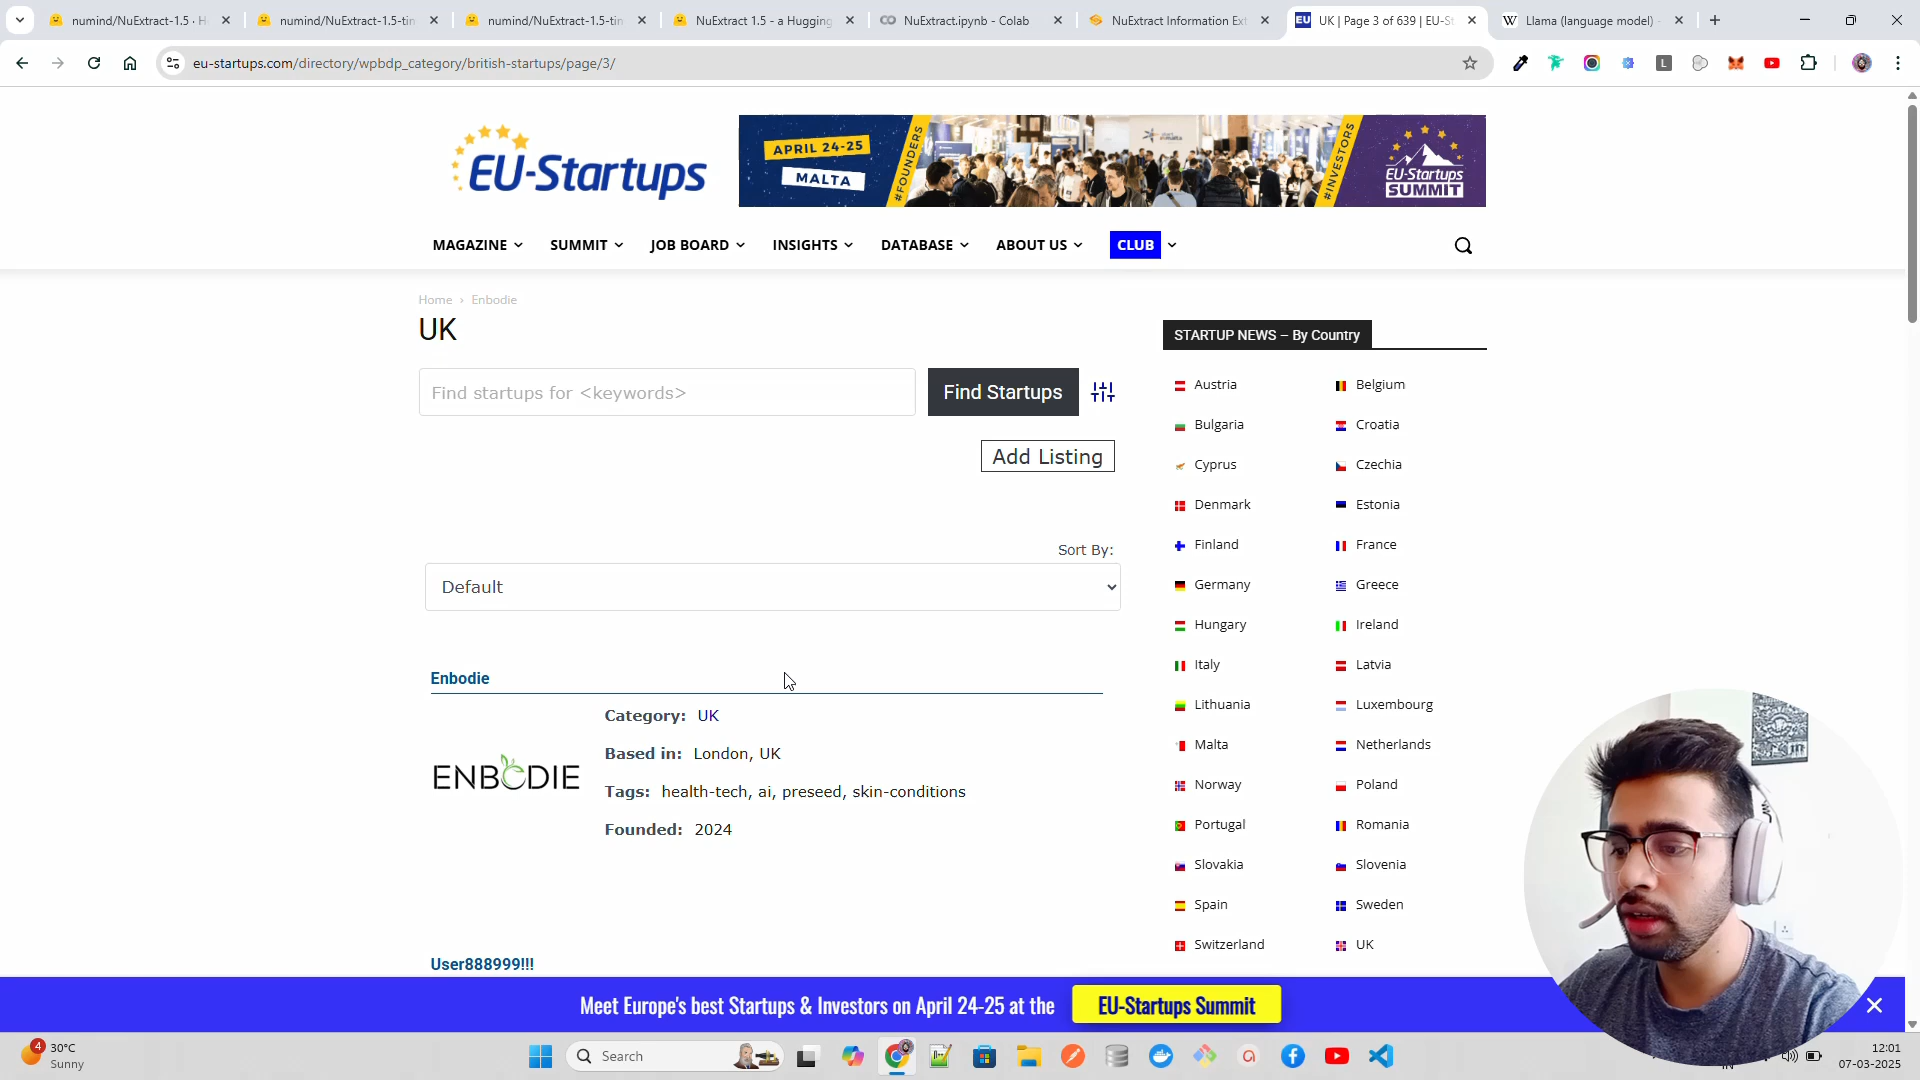 numind/NuExtract-1.5 · H
numind/NuExtract-1.5-tin
numind/NuExtract-1.5-tin
NuExtract 1.5 - a Hugging
NuExtract.ipynb - Colab
NuExtract Information Ext
UK | Page 3 of 639 | EU-St
Llama (language model) -
eu-startups.com/directory/wpbdp_category/british-startups/page/3/
EU-Startups
APRIL 24-25
MALTA
#FOUNDERS
#INVESTORS
EU-Startups
SUMMIT
MAGAZINE
SUMMIT
JOB BOARD
INSIGHTS
DATABASE
ABOUT US
CLUB
Home › Enbodie
UK
Find startups for <keywords>
Find Startups
Add Listing
Sort By:
Default
Enbodie
ENBODIE
Category: UK
Based in: London, UK
Tags: health-tech, ai, preseed, skin-conditions
Founded: 2024
User888999!!!
STARTUP NEWS – By Country
Austria
Belgium
Bulgaria
Croatia
Cyprus
Czechia
Denmark
Estonia
Finland
France
Germany
Greece
Hungary
Ireland
Italy
Latvia
Lithuania
Luxembourg
Malta
Netherlands
Norway
Poland
Portugal
Romania
Slovakia
Slovenia
Spain
Sweden
Switzerland
UK
Meet Europe's best Startups & Investors on April 24-25 at the
EU-Startups Summit
4
30°C
Sunny
Search
IN
12:01
07-03-2025